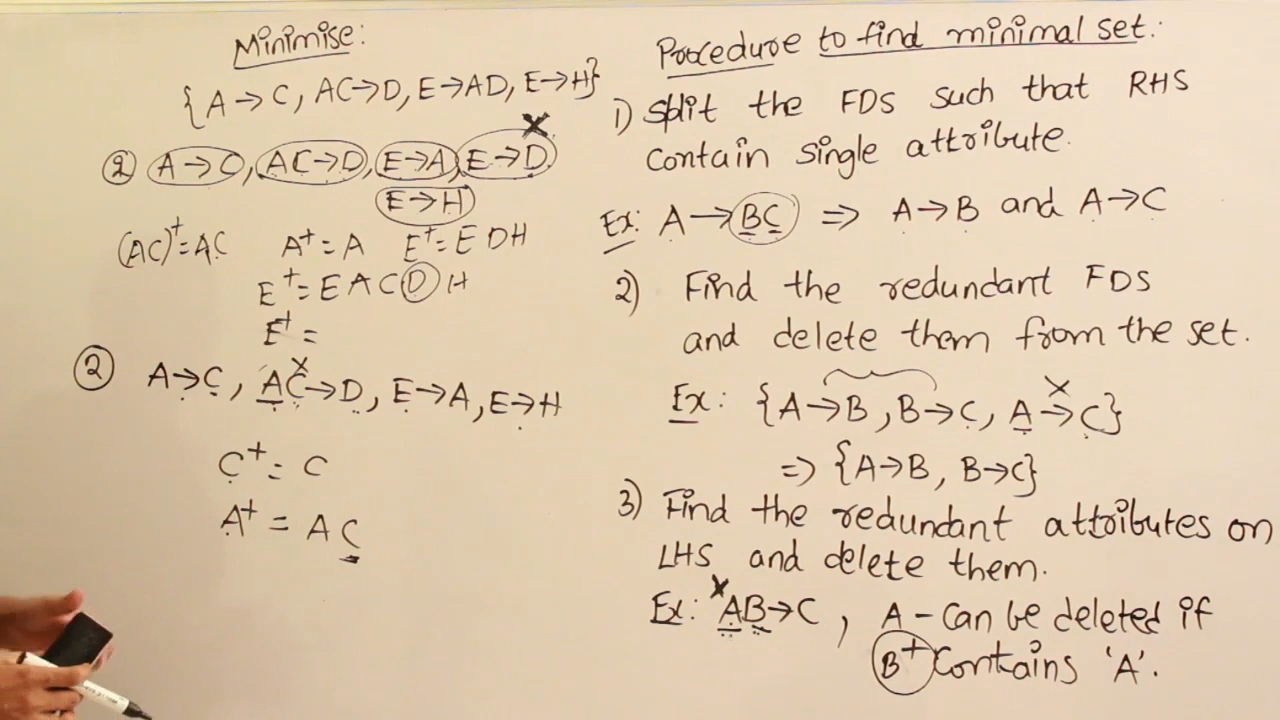 Minimise:
{A→C, AC→D, E→AD, E→H}
② A→C, AC→D, E→A, E→D
E→H
(AC)⁺=AC A⁺=A E⁺=EDH
E⁺=EACDH
E⁺=
② A→C, AC→D, E→A, E→H
C⁺=C
A⁺=AC
Procedure to find minimal set:
1) Split the FDS such that RHS
contain single attribute.
Ex: A→BC ⇒ A→B and A→C
2) Find the redundant FDS
and delete them from the set.
Ex: {A→B, B→C, A→C}
=> {A→B, B→C}
3) Find the redundant attributes on
LHS and delete them.
Ex: AB→C, A-can be deleted if
B⁺ Contains 'A'.